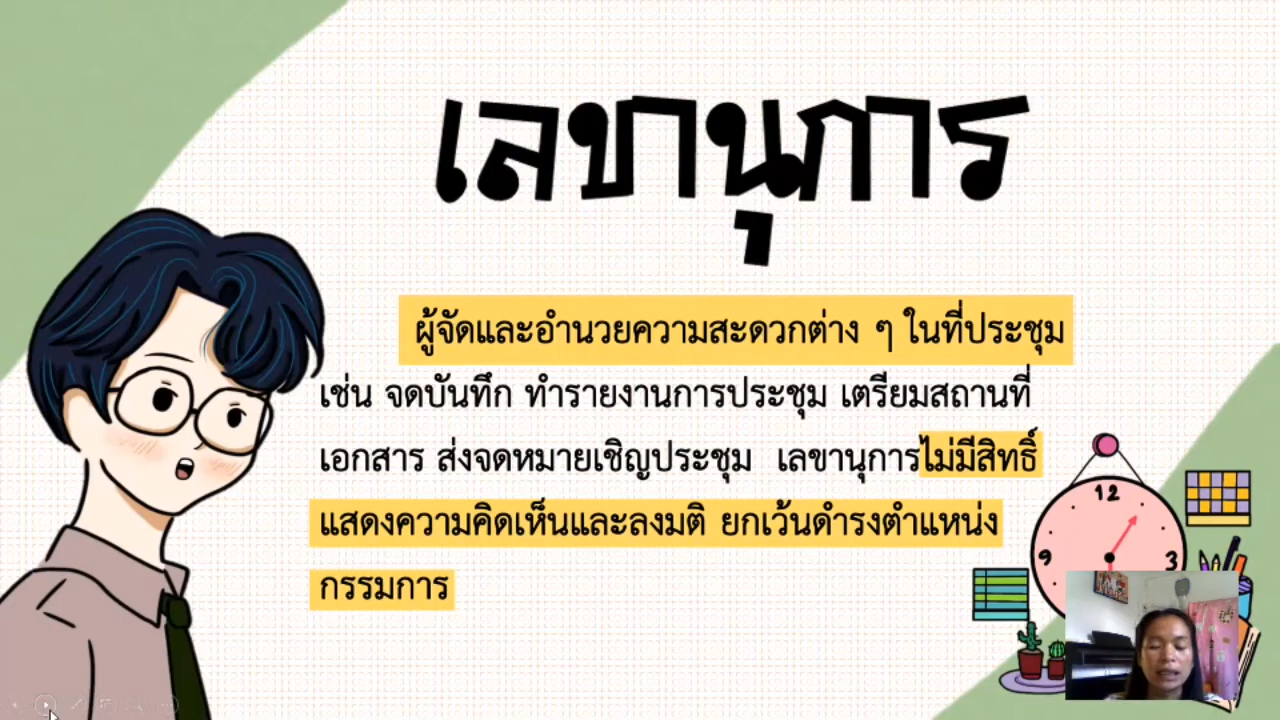 เลขานุการ
ผู้จัดและอำนวยความสะดวกต่าง ๆ ในที่ประชุม
เช่น จดบันทึก ทำรายงานการประชุม เตรียมสถานที่
เอกสาร ส่งจดหมายเชิญประชุม เลขานุการไม่มีสิทธิ์
แสดงความคิดเห็นและลงมติ ยกเว้นดำรงตำแหน่ง
กรรมการ
12
9
3